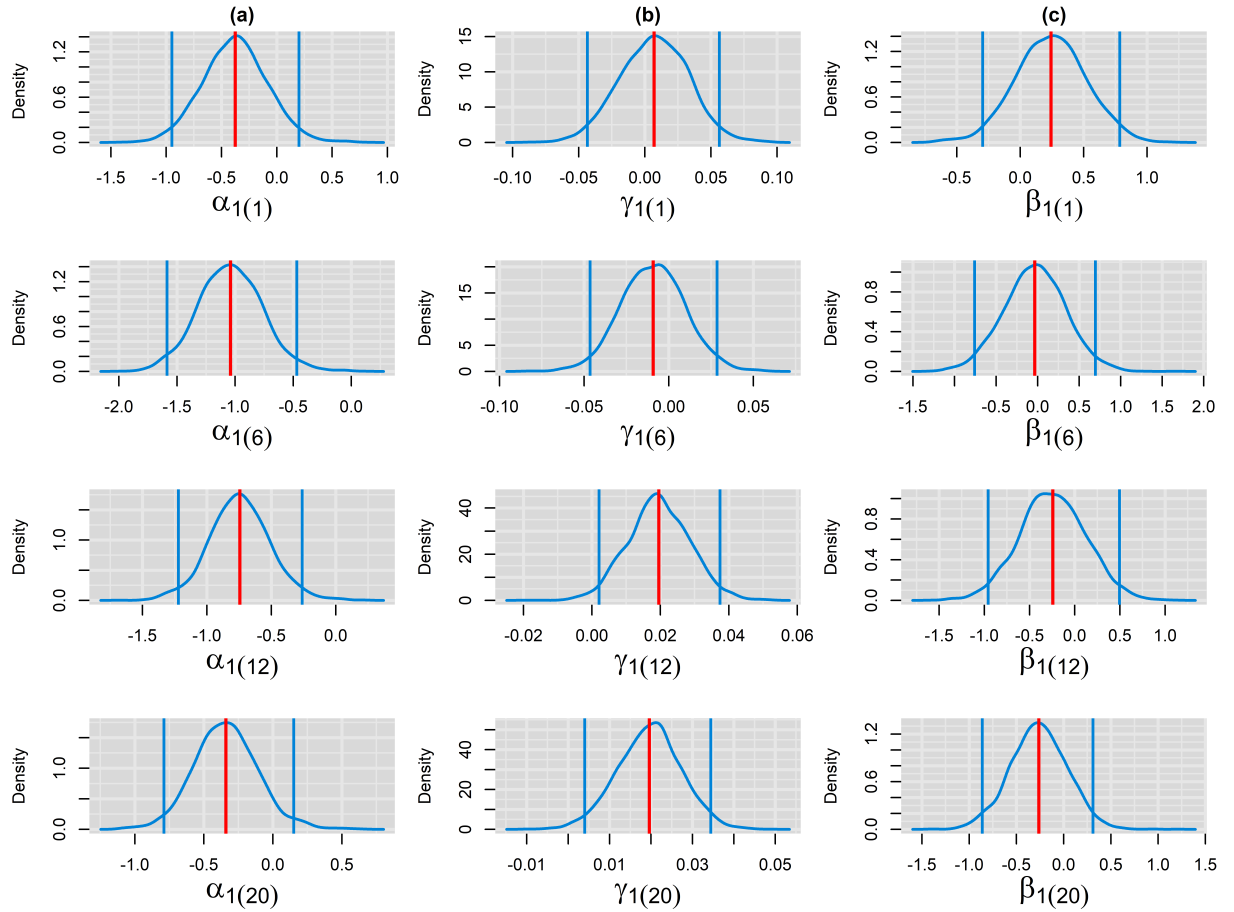 (a) (b) (c)
Density 0.0 0.6 1.2
-1.5 -1.0 -0.5 0.0 0.5 1.0
α1(1)
Density 0 5 10 15
-0.10 -0.05 0.00 0.05 0.10
γ1(1)
Density 0.0 0.6 1.2
-0.5 0.0 0.5 1.0
β1(1)
Density 0.0 0.6 1.2
-2.0 -1.5 -1.0 -0.5 0.0
α1(6)
Density 0 5 15
-0.10 -0.05 0.00 0.05
γ1(6)
Density 0.0 0.4 0.8
-1.5 -0.5 0.0 0.5 1.0 1.5 2.0
β1(6)
Density 0.0 1.0
-1.5 -1.0 -0.5 0.0
α1(12)
Density 0 20 40
-0.02 0.00 0.02 0.04 0.06
γ1(12)
Density 0.0 0.4 0.8
-1.5 -1.0 -0.5 0.0 0.5 1.0
β1(12)
Density 0.0 1.0
-1.0 -0.5 0.0 0.5
α1(20)
Density 0 20 40
-0.01 0.01 0.03 0.05
γ1(20)
Density 0.0 0.6 1.2
-1.5 -1.0 -0.5 0.0 0.5 1.0 1.5
β1(20)